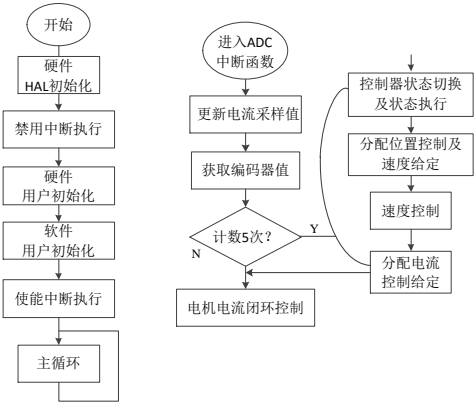 开始
硬件
HAL初始化
禁用中断执行
硬件
用户初始化
软件
用户初始化
使能中断执行
主循环
进入ADC
中断函数
更新电流采样值
获取编码器值
计数5次？
Y
N
电机电流闭环控制
控制器状态切换
及状态执行
分配位置控制及
速度给定
速度控制
分配电流
控制给定